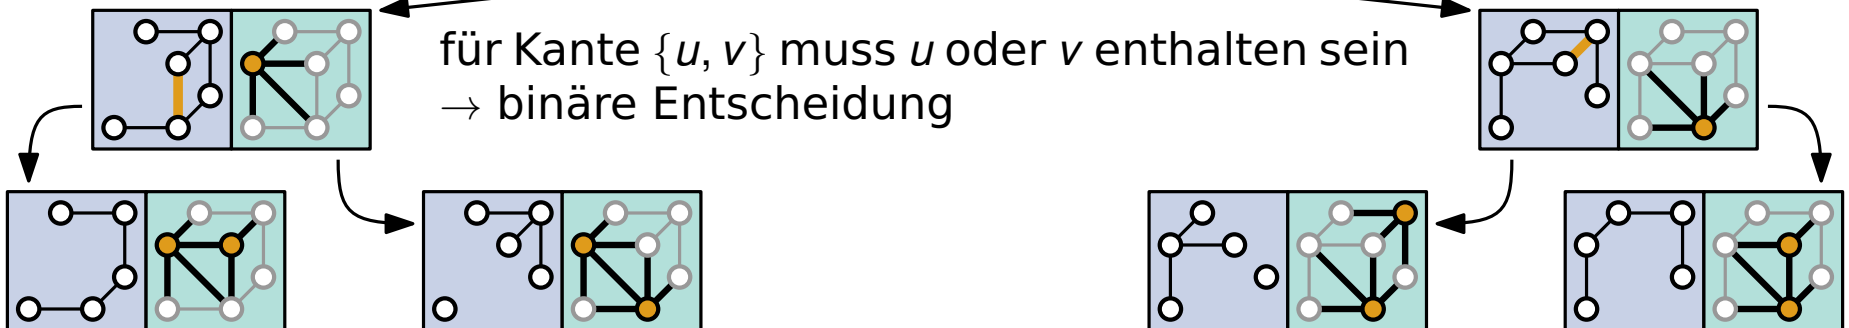 für Kante {u, v} muss u oder v enthalten sein
→ binäre Entscheidung